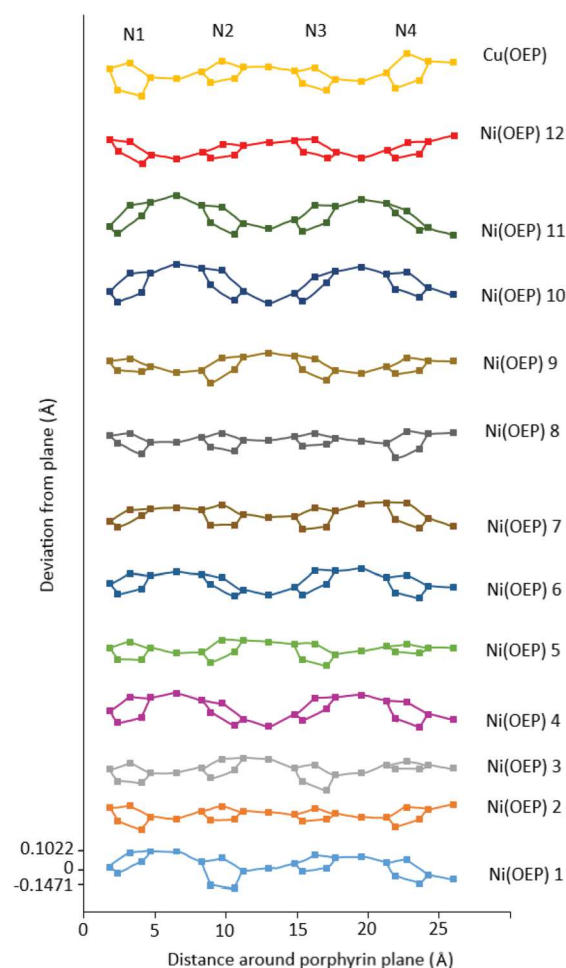 N1 N2 N3 N4
Cu(OEP)
Ni(OEP) 12
Ni(OEP) 11
Ni(OEP) 10
Ni(OEP) 9
Ni(OEP) 8
Ni(OEP) 7
Ni(OEP) 6
Ni(OEP) 5
Ni(OEP) 4
Ni(OEP) 3
Ni(OEP) 2
Ni(OEP) 1
Deviation from plane (Å)
0.1022
0
-0.1471
0 5 10 15 20 25
Distance around porphyrin plane (Å)